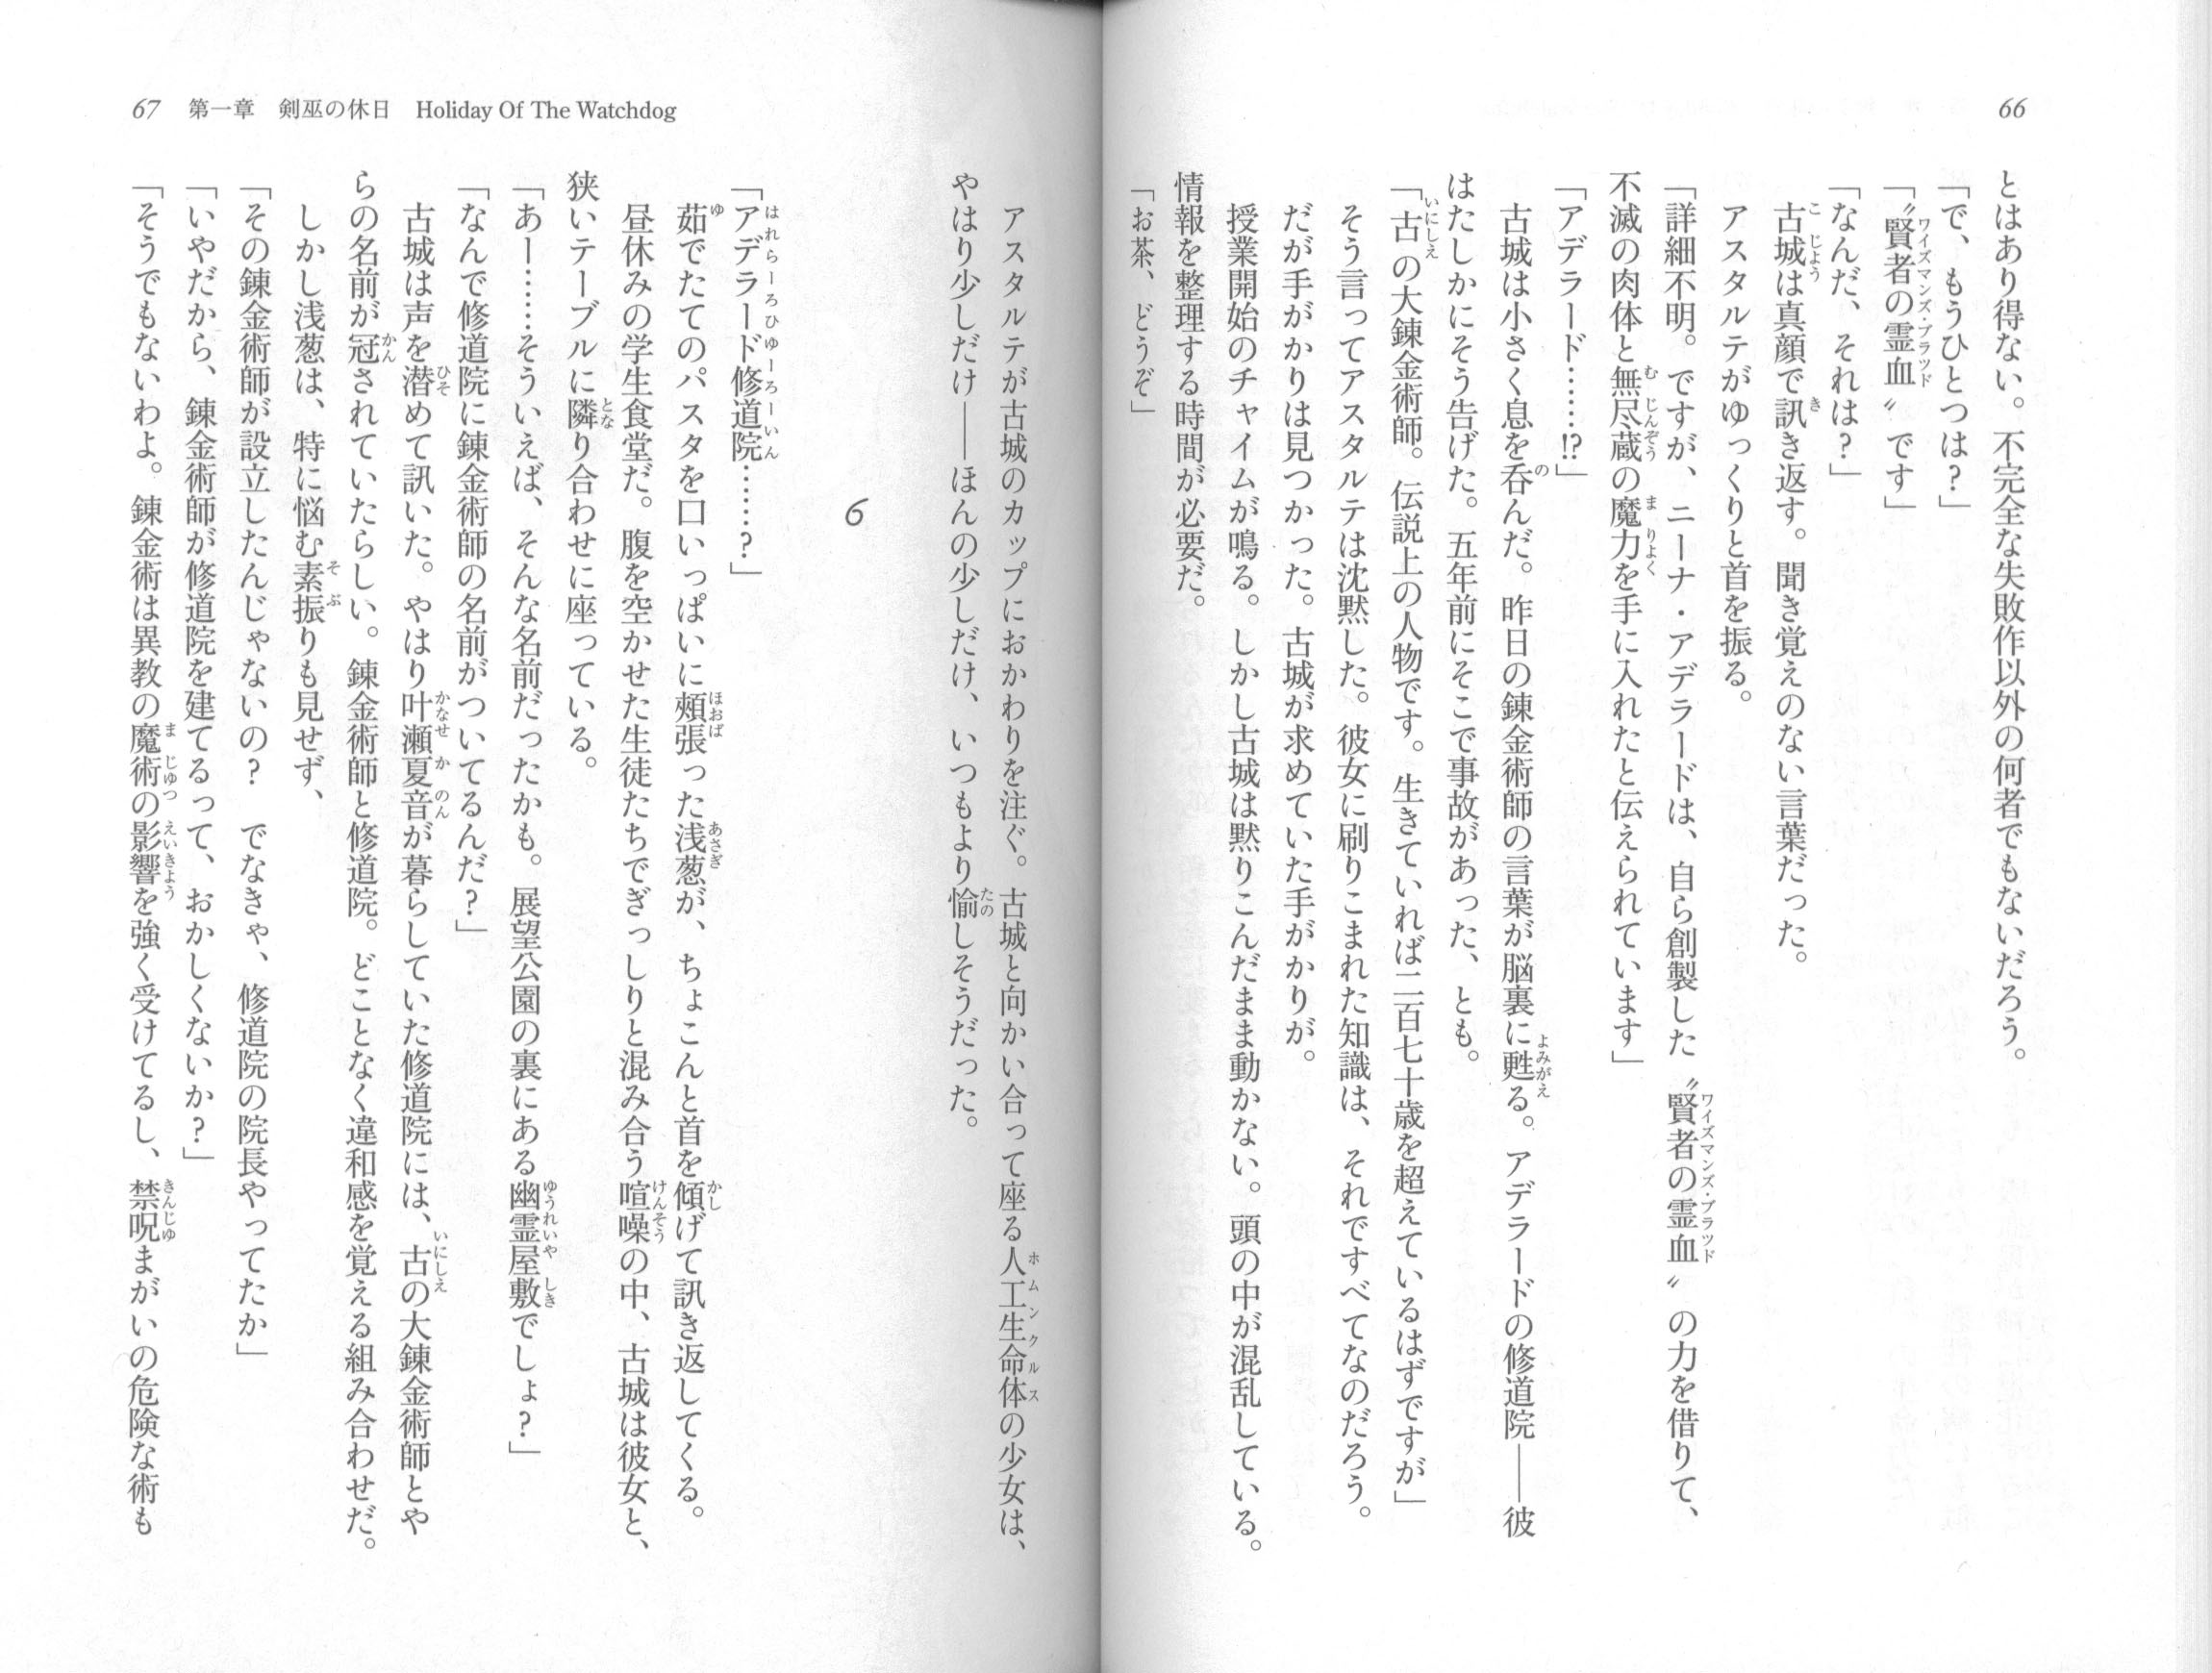 66
とはあり得ない。不完全な失敗作以外の何者でもないだろう。
「で、もうひとつは？」
「〝賢者の霊血〟です」
「なんだ、それは？」
古城は真顔で訊き返す。聞き覚えのない言葉だった。
アスタルテがゆっくりと首を振る。
「詳細不明。ですが、ニーナ・アデラードは、自ら創製した〝賢者の霊血〟の力を借りて、
不滅の肉体と無尽蔵の魔力を手に入れたと伝えられています」
「アデラード……!?」
古城は小さく息を呑んだ。昨日の錬金術師の言葉が脳裏に甦る。アデラードの修道院――彼
はたしかにそう告げた。五年前にそこで事故があった、とも。
「古の大錬金術師。伝説上の人物です。生きていれば二百七十歳を超えているはずですが」
そう言ってアスタルテは沈黙した。彼女に刷りこまれた知識は、それですべてなのだろう。
だが手がかりは見つかった。古城が求めていた手がかりが。
授業開始のチャイムが鳴る。しかし古城は黙りこんだまま動かない。頭の中が混乱している。
情報を整理する時間が必要だ。
「お茶、どうぞ」
67 第一章 剣巫の休日 Holiday Of The Watchdog
アスタルテが古城のカップにおかわりを注ぐ。古城と向かい合って座る人工生命体の少女は、
やはり少しだけ――ほんの少しだけ、いつもより愉しそうだった。
6
「アデラード修道院……？」
茹でたてのパスタを口いっぱいに頬張った浅葱が、ちょこんと首を傾げて訊き返してくる。
昼休みの学生食堂だ。腹を空かせた生徒たちでぎっしりと混み合う喧噪の中、古城は彼女と、
狭いテーブルに隣り合わせに座っている。
「あー……そういえば、そんな名前だったかも。展望公園の裏にある幽霊屋敷でしょ？」
「なんで修道院に錬金術師の名前がついてるんだ？」
古城は声を潜めて訊いた。やはり叶瀬夏音が暮らしていた修道院には、古の大錬金術師とや
らの名前が冠されていたらしい。錬金術師と修道院。どことなく違和感を覚える組み合わせだ。
しかし浅葱は、特に悩む素振りも見せず、
「その錬金術師が設立したんじゃないの？　でなきゃ、修道院の院長やってたか」
「いやだから、錬金術師が修道院を建てるって、おかしくないか？」
「そうでもないわよ。錬金術は異教の魔術の影響を強く受けてるし、禁呪まがいの危険な術も